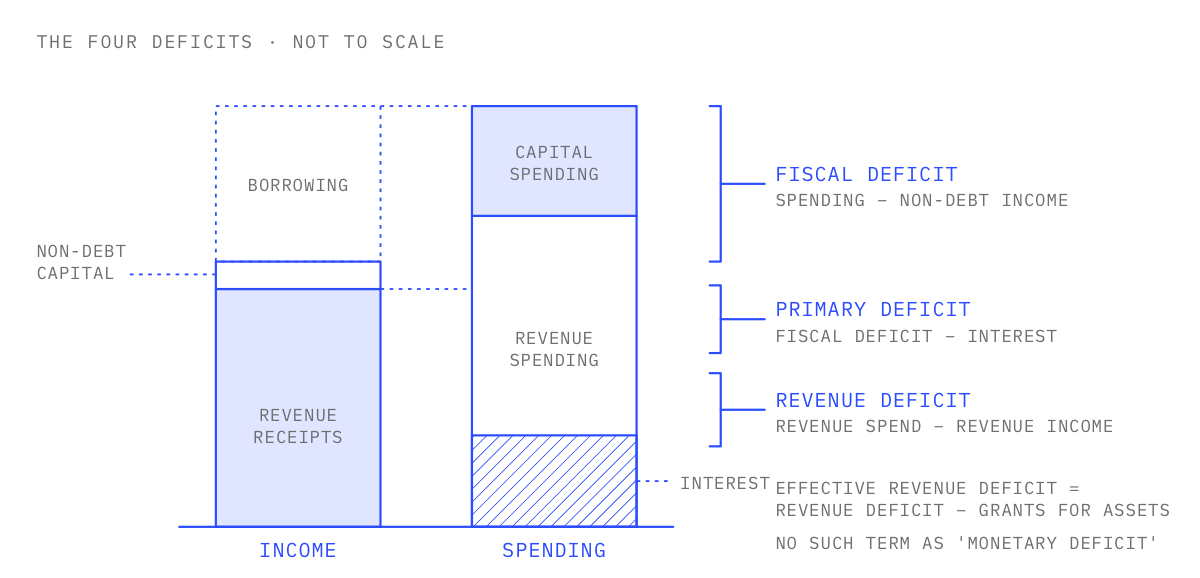 THE FOUR DEFICITS · NOT TO SCALE
BORROWING
NON-DEBT
CAPITAL
REVENUE
RECEIPTS
INCOME
CAPITAL
SPENDING
REVENUE
SPENDING
INTEREST
SPENDING
FISCAL DEFICIT
SPENDING − NON-DEBT INCOME
PRIMARY DEFICIT
FISCAL DEFICIT − INTEREST
REVENUE DEFICIT
REVENUE SPEND − REVENUE INCOME
EFFECTIVE REVENUE DEFICIT =
REVENUE DEFICIT − GRANTS FOR ASSETS
NO SUCH TERM AS 'MONETARY DEFICIT'